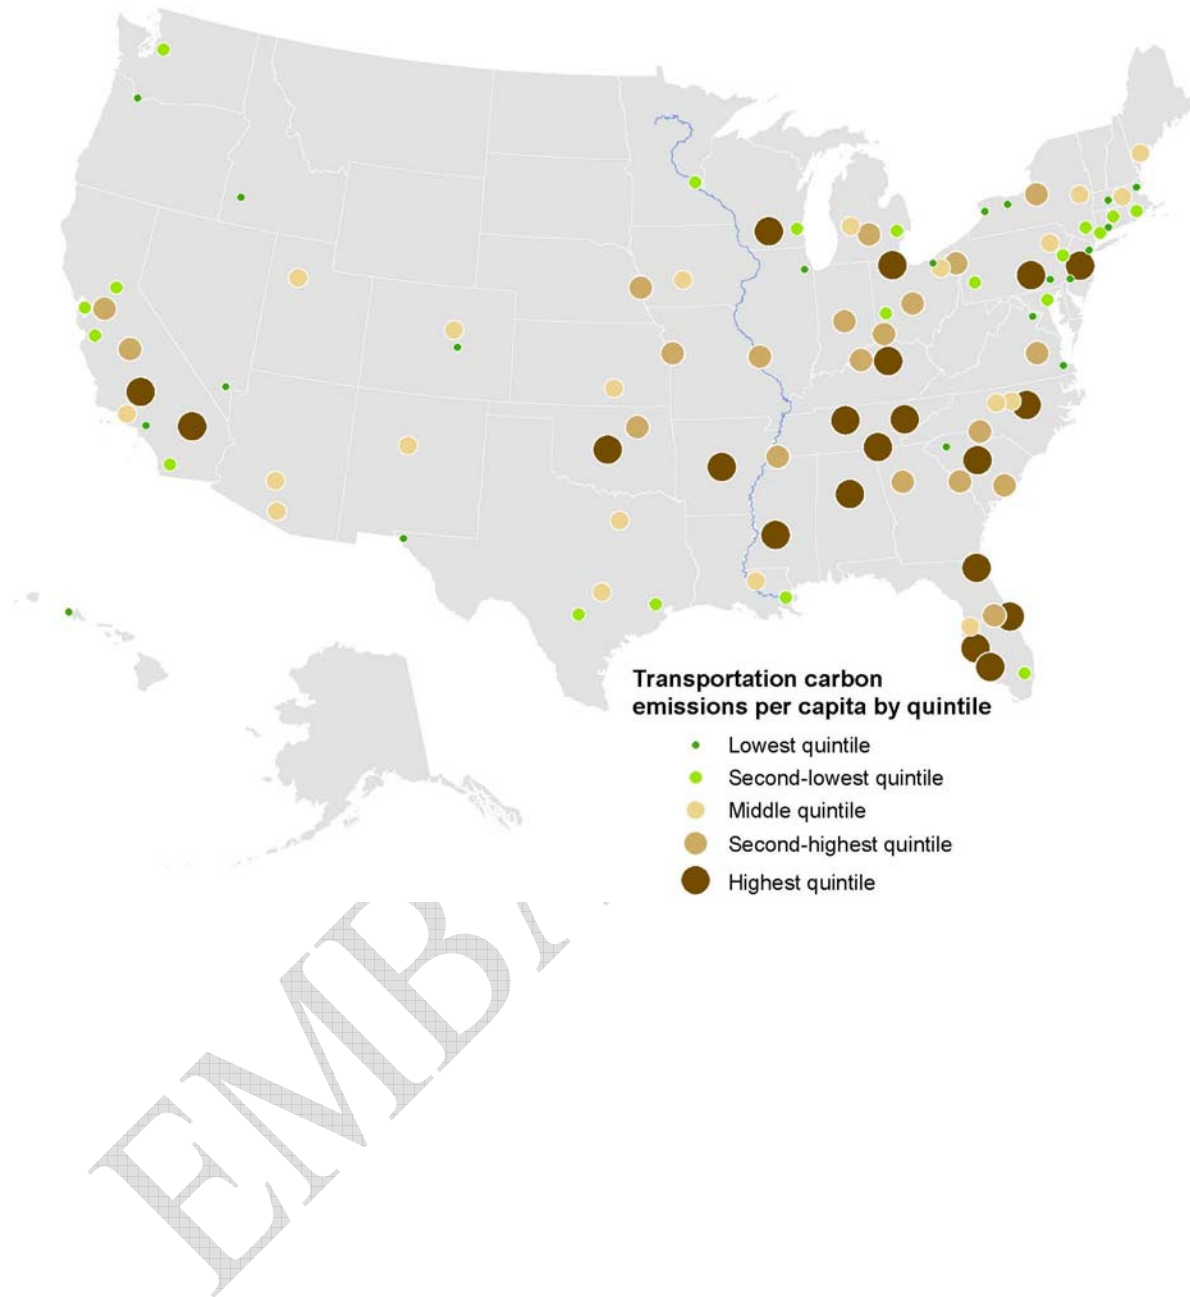 Transportation carbon
emissions per capita by quintile
Lowest quintile
Second-lowest quintile
Middle quintile
Second-highest quintile
Highest quintile
EMBA